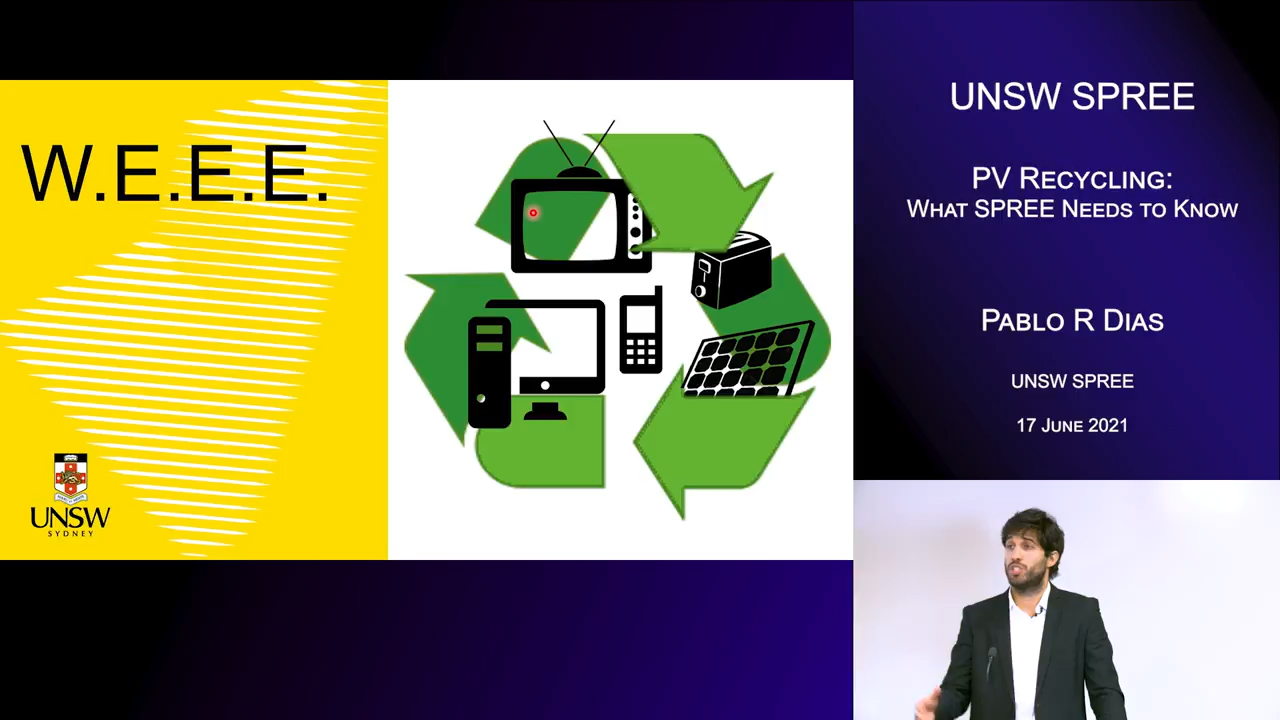 W.E.E.E.
UNSW
SYDNEY
UNSW SPREE
PV Recycling:
What SPREE Needs to Know
Pablo R Dias
UNSW SPREE
17 June 2021